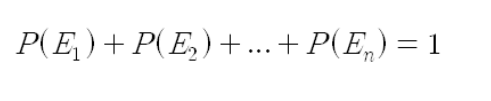 P(E₁) + P(E₂) + ... + P(Eₙ) = 1